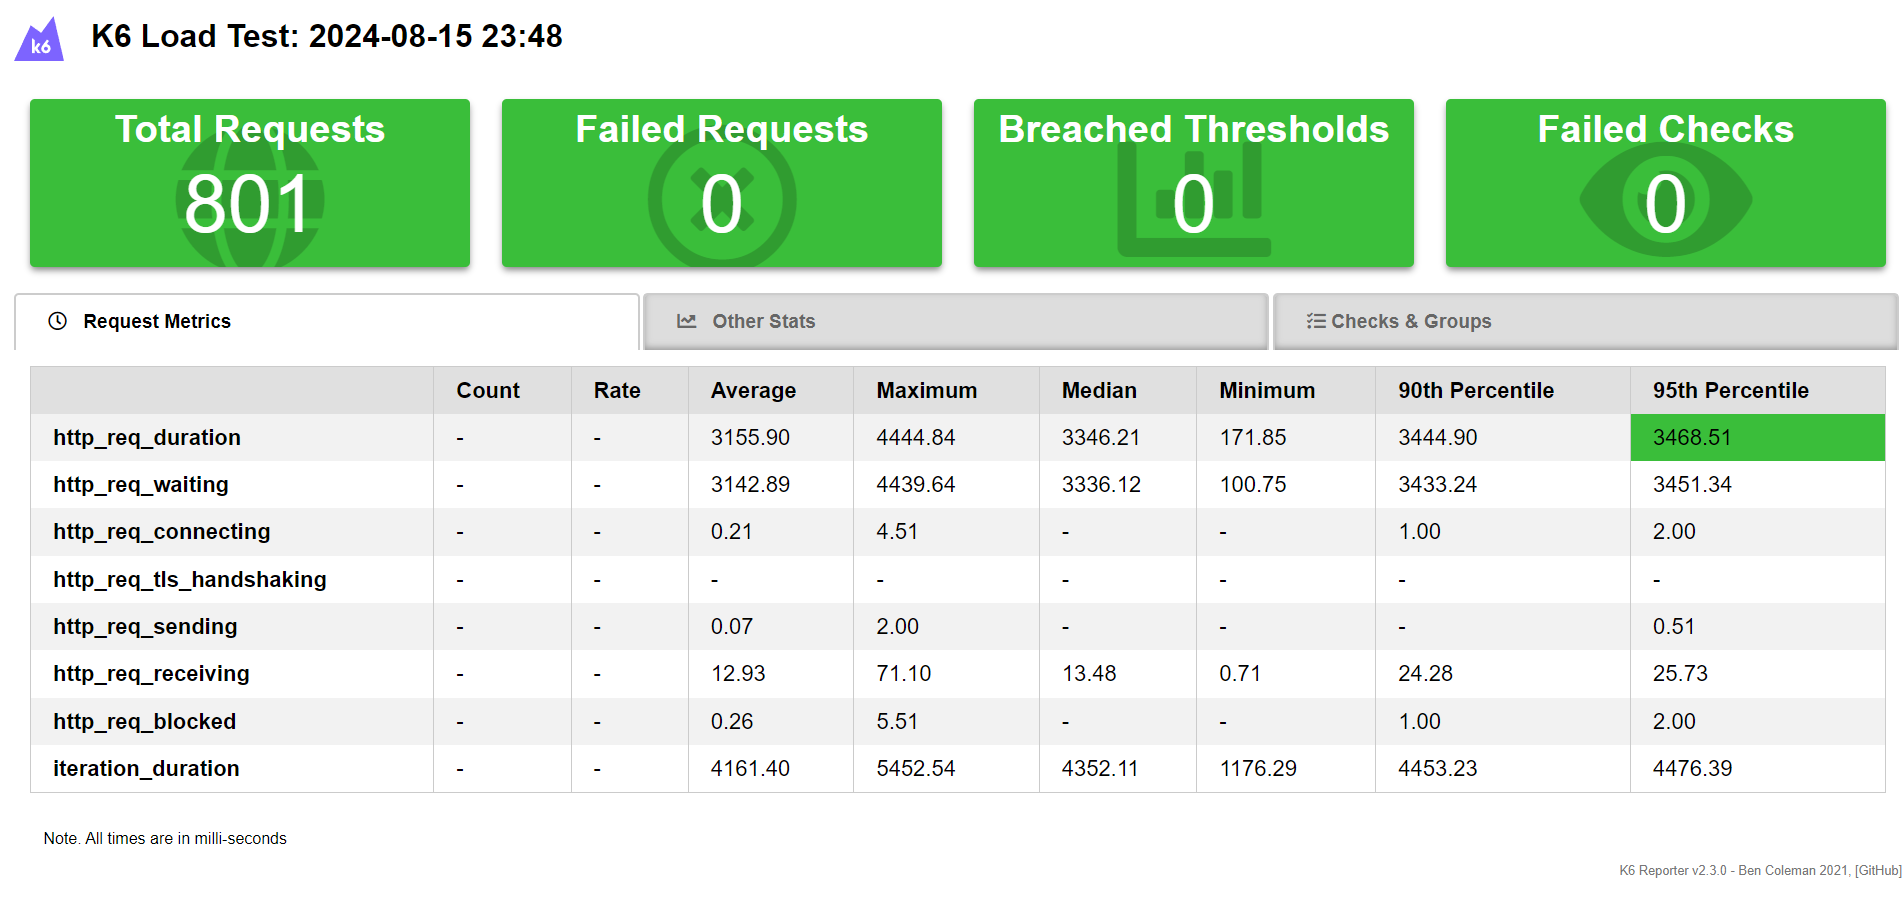 k6
K6 Load Test: 2024-08-15 23:48
Total Requests
801
Failed Requests
0
Breached Thresholds
0
Failed Checks
0
Request Metrics
Other Stats
Checks & Groups
Count Rate Average Maximum Median Minimum 90th Percentile 95th Percentile
http_req_duration - - 3155.90 4444.84 3346.21 171.85 3444.90 3468.51
http_req_waiting - - 3142.89 4439.64 3336.12 100.75 3433.24 3451.34
http_req_connecting - - 0.21 4.51 - - 1.00 2.00
http_req_tls_handshaking - - - - - - - -
http_req_sending - - 0.07 2.00 - - - 0.51
http_req_receiving - - 12.93 71.10 13.48 0.71 24.28 25.73
http_req_blocked - - 0.26 5.51 - - 1.00 2.00
iteration_duration - - 4161.40 5452.54 4352.11 1176.29 4453.23 4476.39
Note. All times are in milli-seconds
K6 Reporter v2.3.0 - Ben Coleman 2021, [GitHub]